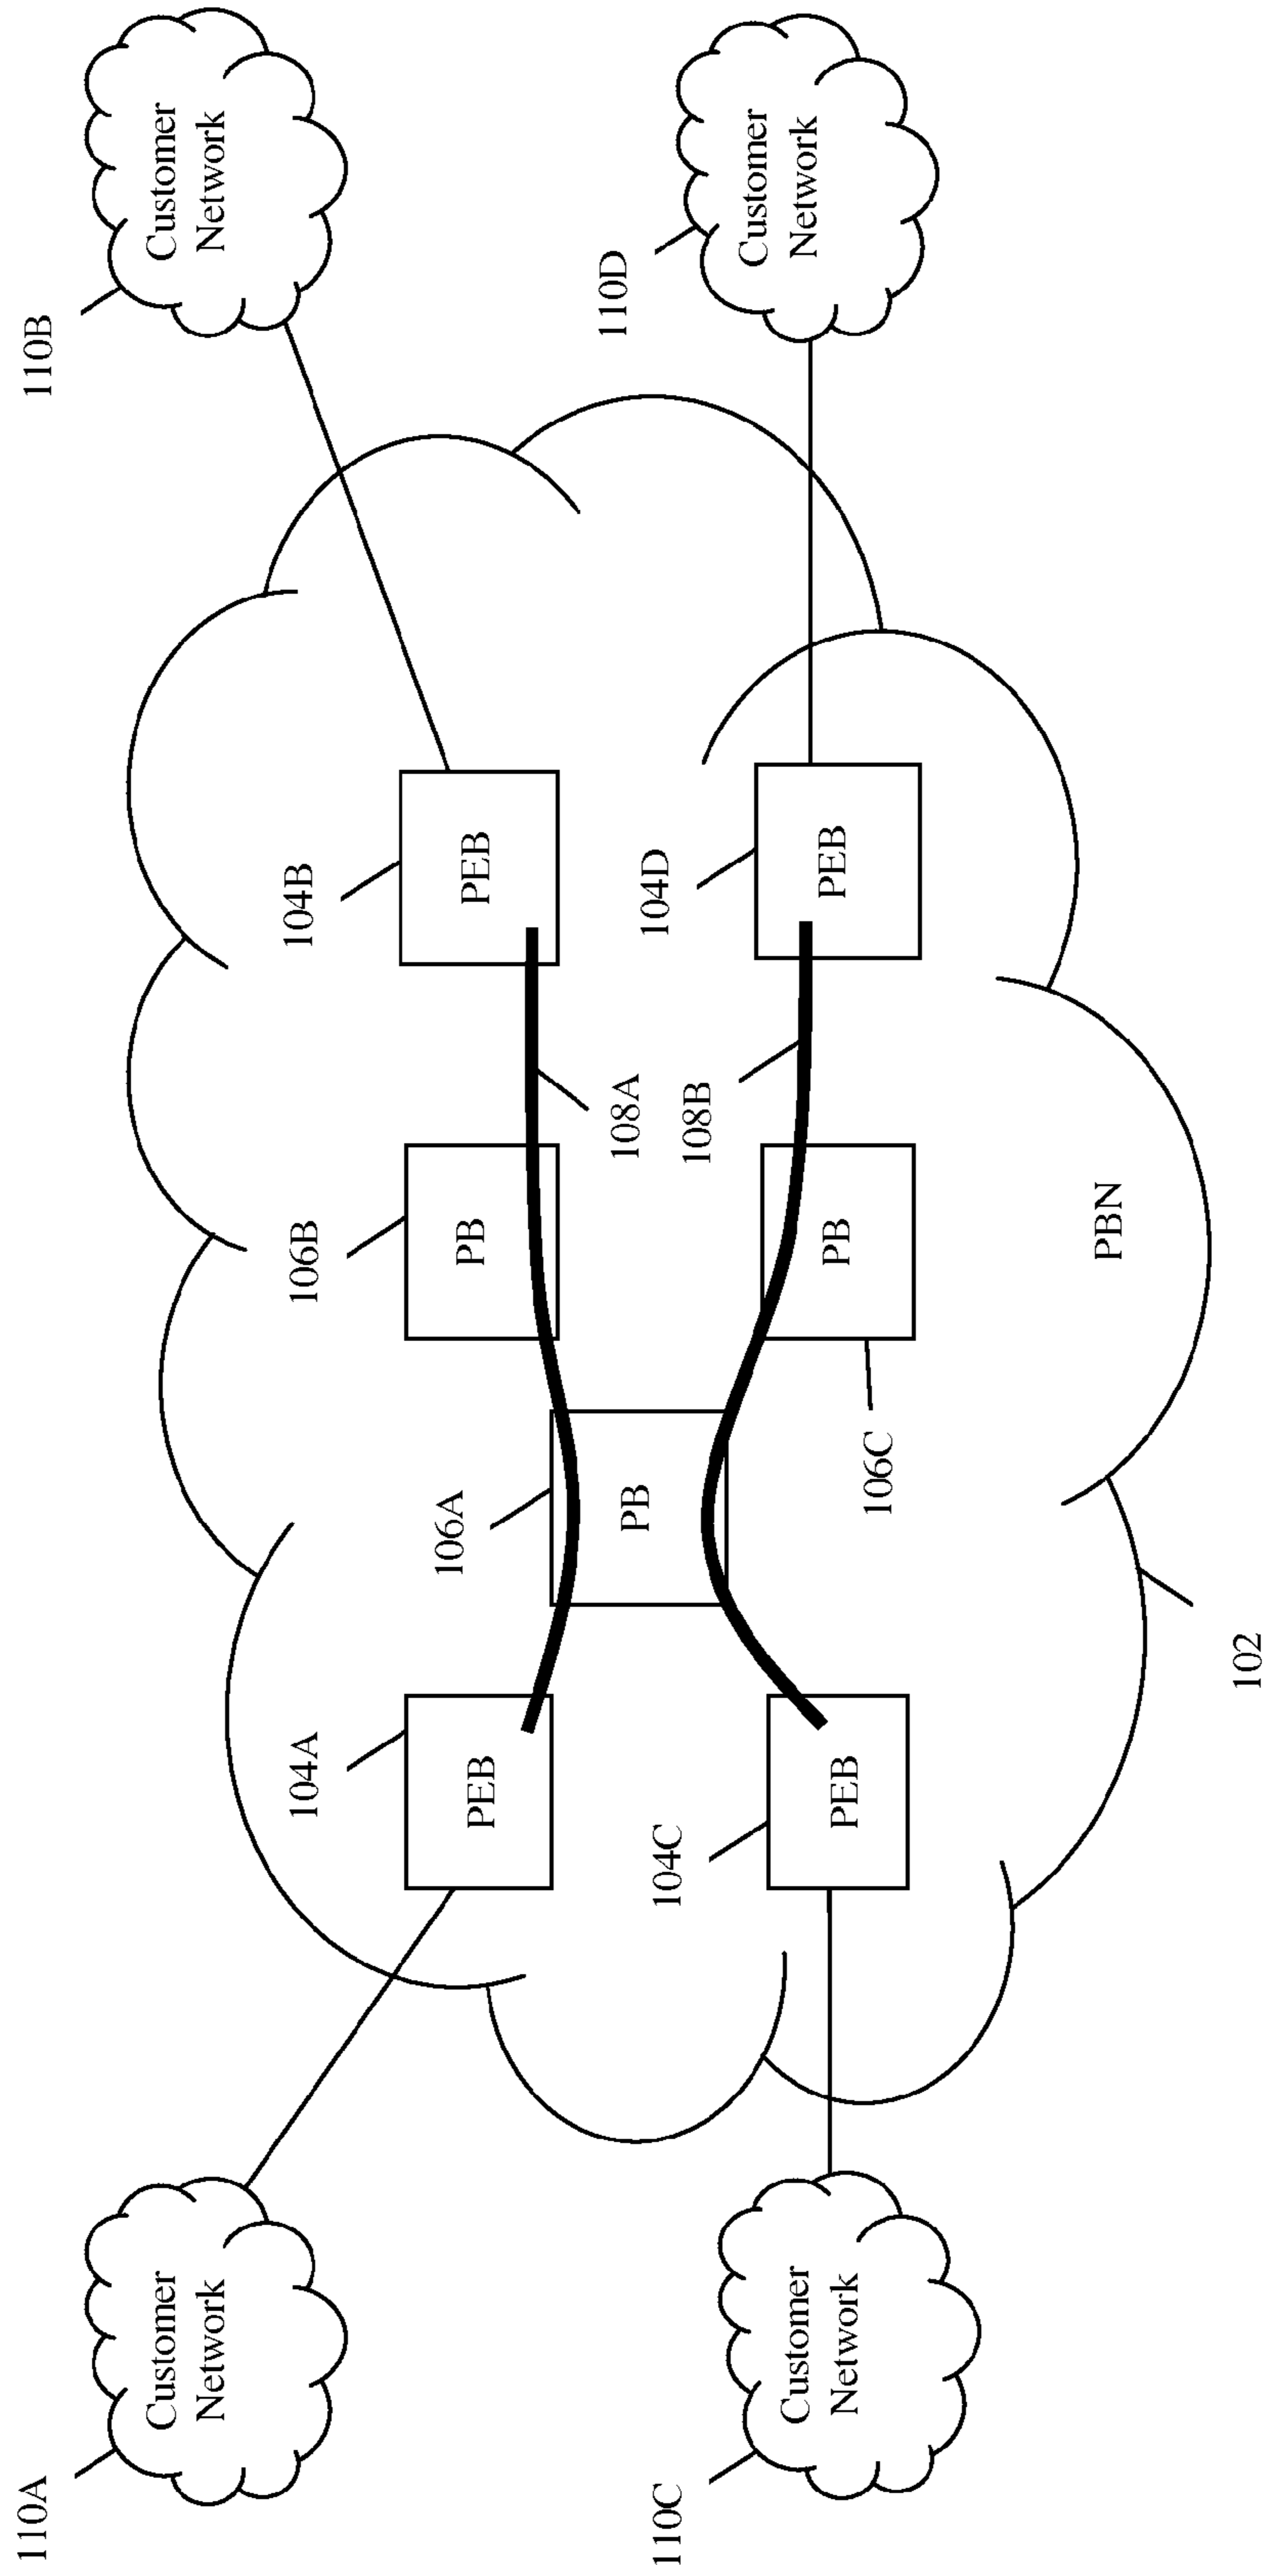 110A
Customer
Network
104A
PEB
106A
PB
106B
PB
104B
PEB
108A
110B
Customer
Network
110C
Customer
Network
104C
PEB
106C
PB
108B
104D
PEB
110D
Customer
Network
PBN
102